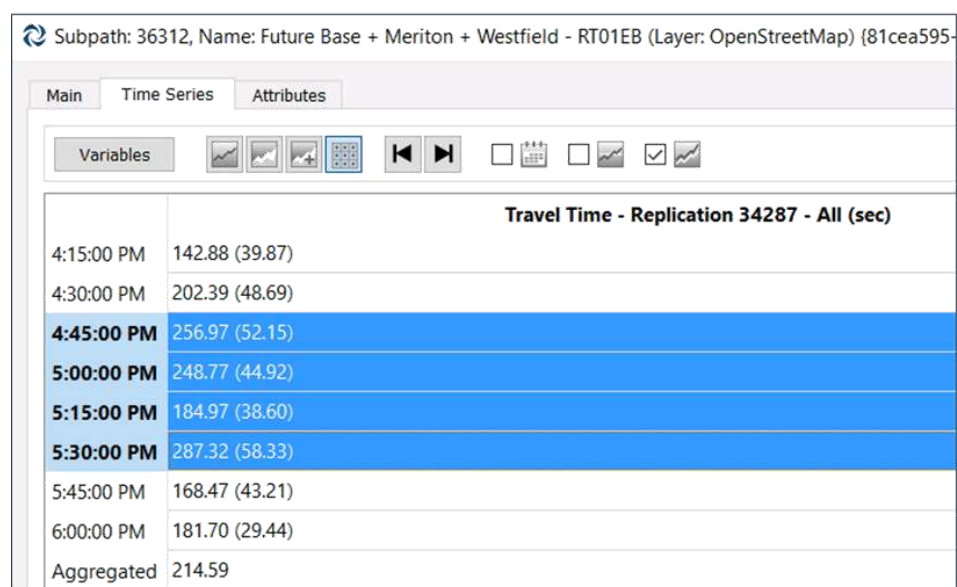 Subpath: 36312, Name: Future Base + Meriton + Westfield - RT01EB (Layer: OpenStreetMap) {81cea595-
Main Time Series Attributes
Variables
Travel Time - Replication 34287 - All (sec)
4:15:00 PM 142.88 (39.87)
4:30:00 PM 202.39 (48.69)
4:45:00 PM 256.97 (52.15)
5:00:00 PM 248.77 (44.92)
5:15:00 PM 184.97 (38.60)
5:30:00 PM 287.32 (58.33)
5:45:00 PM 168.47 (43.21)
6:00:00 PM 181.70 (29.44)
Aggregated 214.59